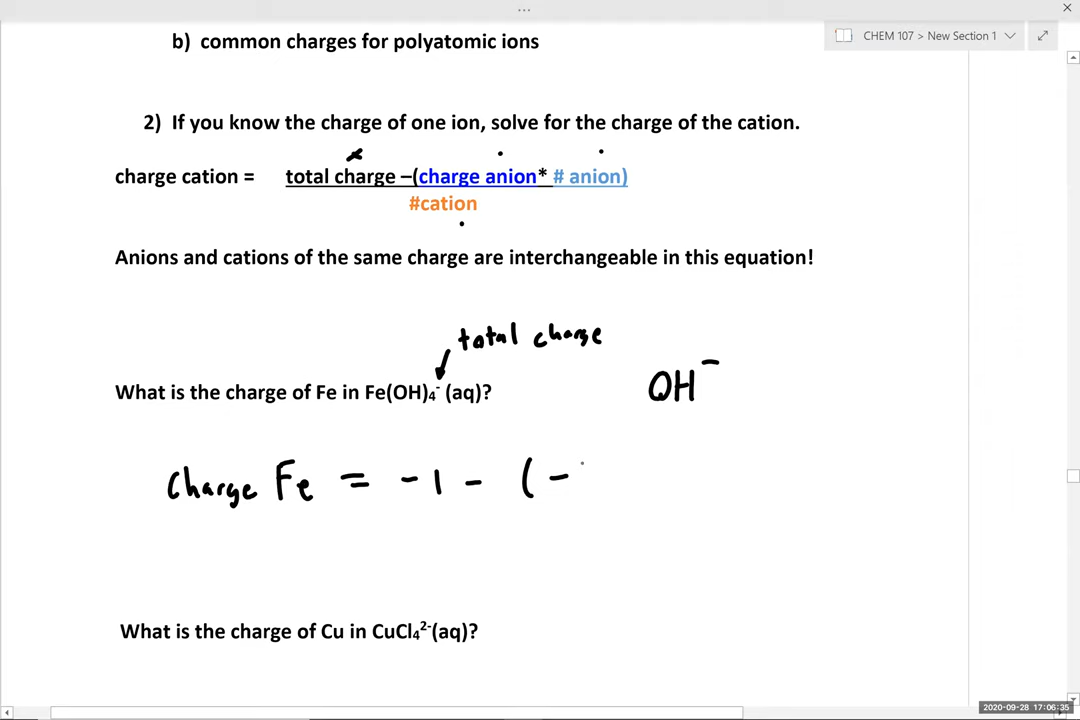 CHEM 107 > New Section 1
b) common charges for polyatomic ions
2) If you know the charge of one ion, solve for the charge of the cation.
charge cation = total charge –(charge anion* # anion)
#cation
Anions and cations of the same charge are interchangeable in this equation!
total charge
What is the charge of Fe in Fe(OH)₄⁻ (aq)?
OH⁻
charge Fe = -1 - ( -
What is the charge of Cu in CuCl₄²⁻(aq)?
2020-09-28 17:06:35